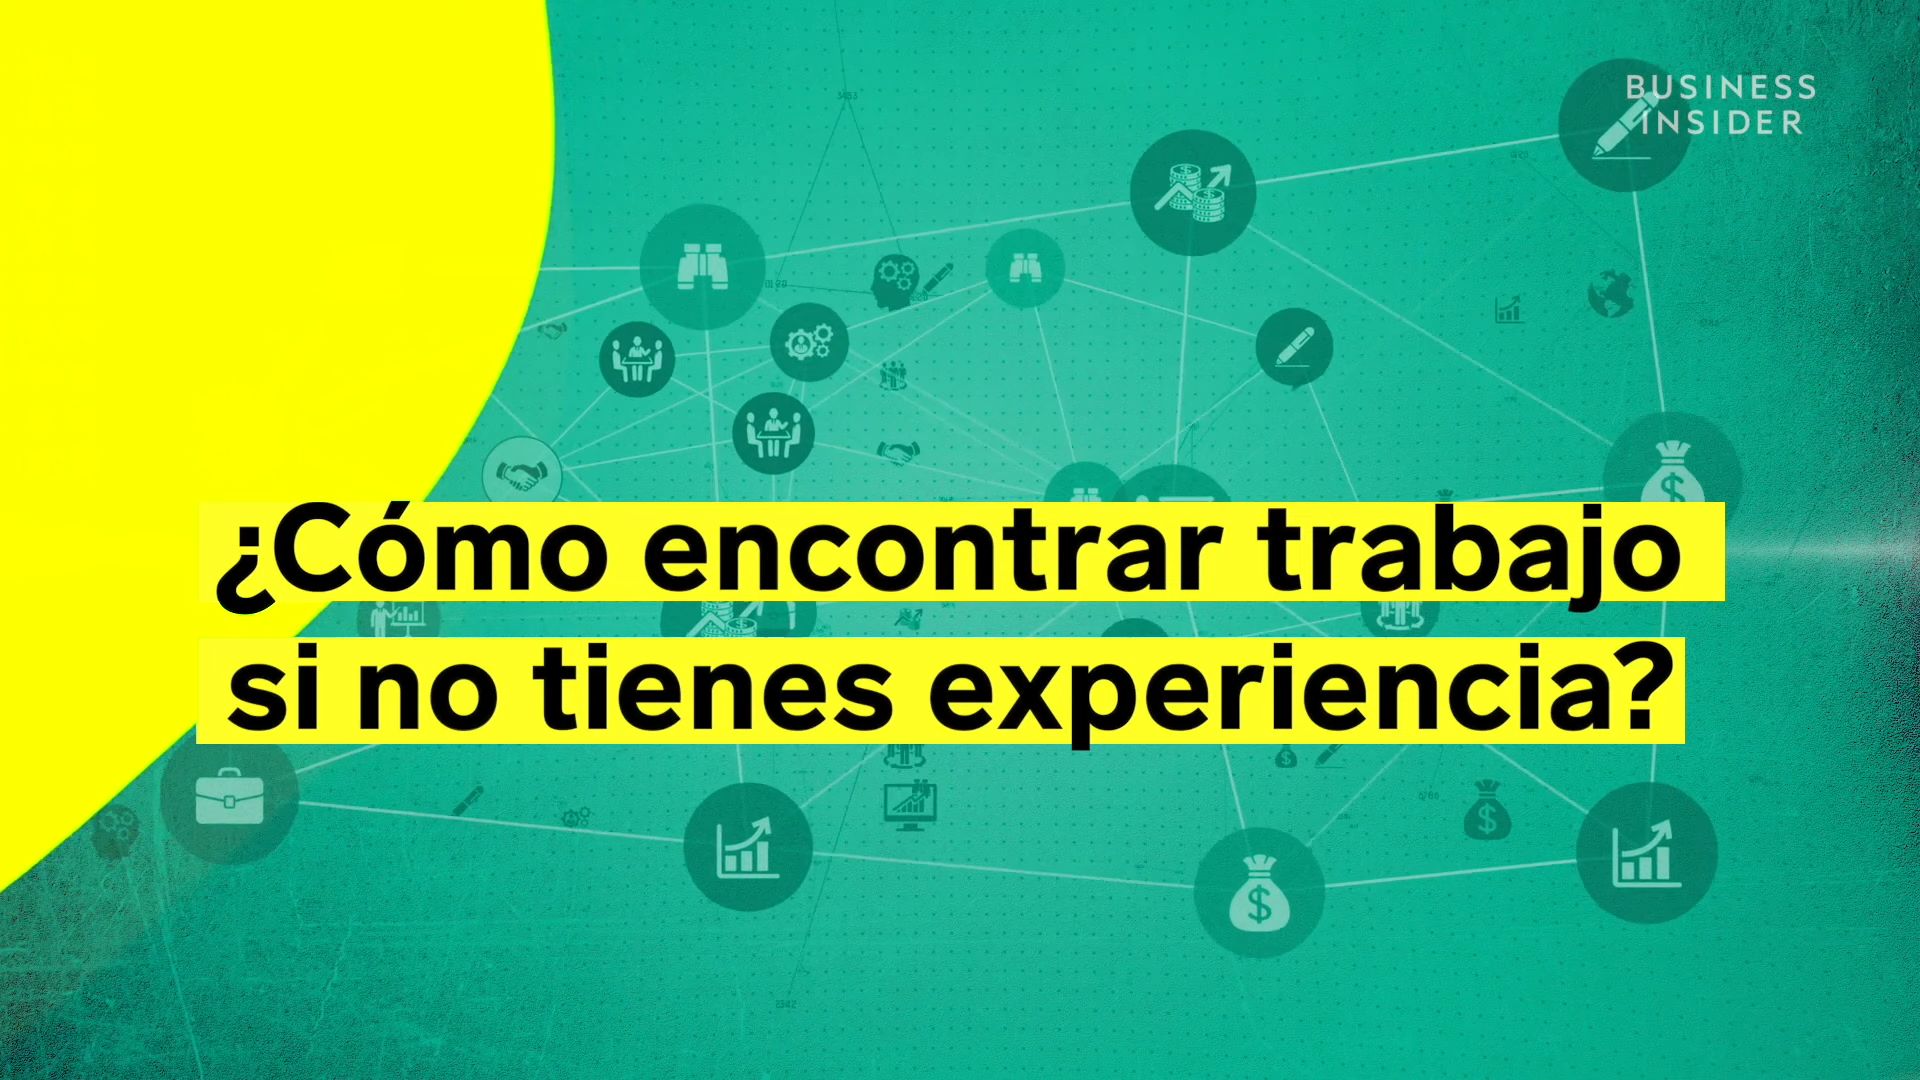 BUSINESS
INSIDER
¿Cómo encontrar trabajo
si no tienes experiencia?